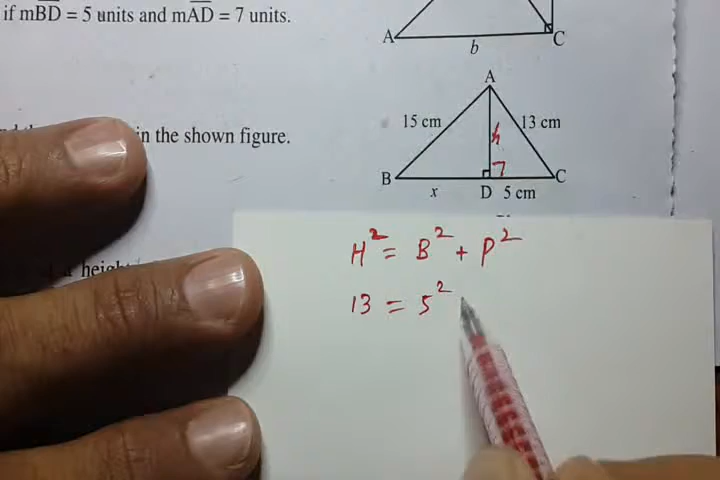 if mBD = 5 units and mAD = 7 units.
A
b
C
A
15 cm
13 cm
h
in the shown figure.
B
C
x
D
5 cm
heigh
H² = B² + P²
13 = 5²